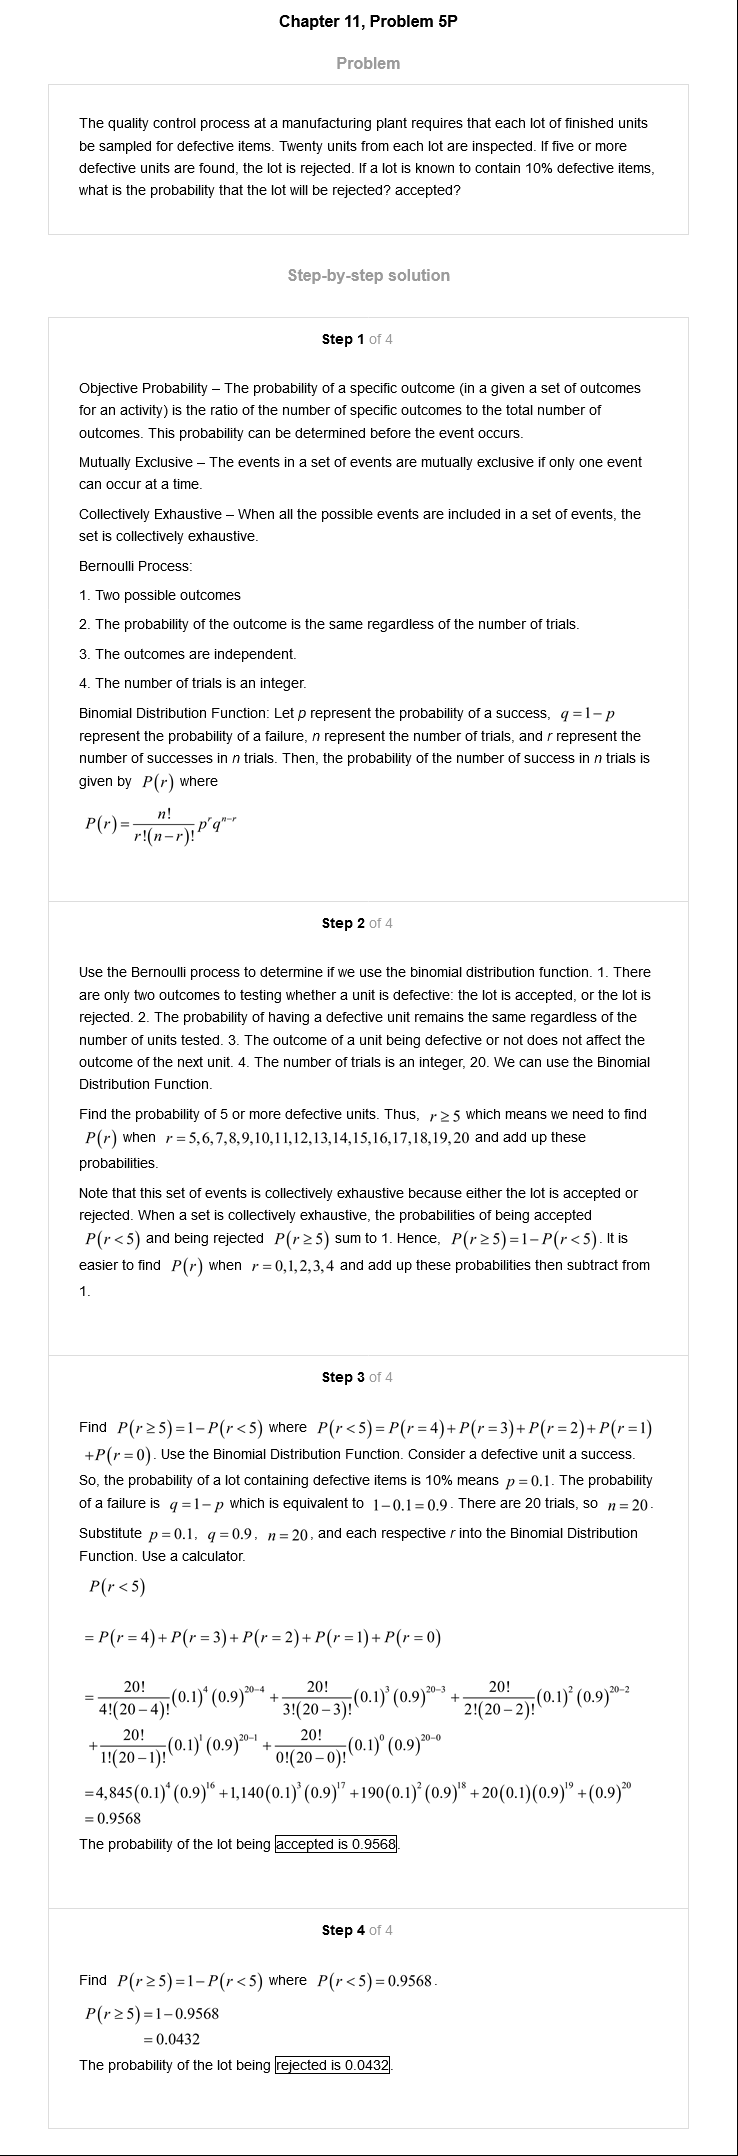 Chapter 11, Problem 5P
Problem
The quality control process at a manufacturing plant requires that each lot of finished units
be sampled for defective items. Twenty units from each lot are inspected. If five or more
defective units are found, the lot is rejected. If a lot is known to contain 10% defective items,
what is the probability that the lot will be rejected? accepted?
Step-by-step solution
Step 1 of 4
Objective Probability – The probability of a specific outcome (in a given a set of outcomes
for an activity) is the ratio of the number of specific outcomes to the total number of
outcomes. This probability can be determined before the event occurs.
Mutually Exclusive – The events in a set of events are mutually exclusive if only one event
can occur at a time.
Collectively Exhaustive – When all the possible events are included in a set of events, the
set is collectively exhaustive.
Bernoulli Process:
1. Two possible outcomes
2. The probability of the outcome is the same regardless of the number of trials.
3. The outcomes are independent.
4. The number of trials is an integer.
Binomial Distribution Function: Let p represent the probability of a success, q = 1 − p
represent the probability of a failure, n represent the number of trials, and r represent the
number of successes in n trials. Then, the probability of the number of success in n trials is
given by P(r) where
P(r) = n! / r!(n − r)! p^r q^(n−r)
Step 2 of 4
Use the Bernoulli process to determine if we use the binomial distribution function. 1. There
are only two outcomes to testing whether a unit is defective: the lot is accepted, or the lot is
rejected. 2. The probability of having a defective unit remains the same regardless of the
number of units tested. 3. The outcome of a unit being defective or not does not affect the
outcome of the next unit. 4. The number of trials is an integer, 20. We can use the Binomial
Distribution Function.
Find the probability of 5 or more defective units. Thus, r ≥ 5 which means we need to find
P(r) when r = 5,6,7,8,9,10,11,12,13,14,15,16,17,18,19,20 and add up these
probabilities.
Note that this set of events is collectively exhaustive because either the lot is accepted or
rejected. When a set is collectively exhaustive, the probabilities of being accepted
P(r < 5) and being rejected P(r ≥ 5) sum to 1. Hence, P(r ≥ 5) = 1 − P(r < 5). It is
easier to find P(r) when r = 0,1,2,3,4 and add up these probabilities then subtract from
1.
Step 3 of 4
Find P(r ≥ 5) = 1 − P(r < 5) where P(r < 5) = P(r = 4) + P(r = 3) + P(r = 2) + P(r = 1)
+P(r = 0). Use the Binomial Distribution Function. Consider a defective unit a success.
So, the probability of a lot containing defective items is 10% means p = 0.1. The probability
of a failure is q = 1 − p which is equivalent to 1 − 0.1 = 0.9. There are 20 trials, so n = 20.
Substitute p = 0.1, q = 0.9, n = 20, and each respective r into the Binomial Distribution
Function. Use a calculator.
P(r < 5)
= P(r = 4) + P(r = 3) + P(r = 2) + P(r = 1) + P(r = 0)
= 20! / 4!(20 − 4)! (0.1)^4 (0.9)^(20−4) + 20! / 3!(20 − 3)! (0.1)^3 (0.9)^(20−3) + 20! / 2!(20 − 2)! (0.1)^2 (0.9)^(20−2)
+ 20! / 1!(20 − 1)! (0.1)^1 (0.9)^(20−1) + 20! / 0!(20 − 0)! (0.1)^0 (0.9)^(20−0)
= 4,845(0.1)^4 (0.9)^16 + 1,140(0.1)^3 (0.9)^17 + 190(0.1)^2 (0.9)^18 + 20(0.1)(0.9)^19 + (0.9)^20
= 0.9568
The probability of the lot being accepted is 0.9568.
Step 4 of 4
Find P(r ≥ 5) = 1 − P(r < 5) where P(r < 5) = 0.9568.
P(r ≥ 5) = 1 − 0.9568
= 0.0432
The probability of the lot being rejected is 0.0432.